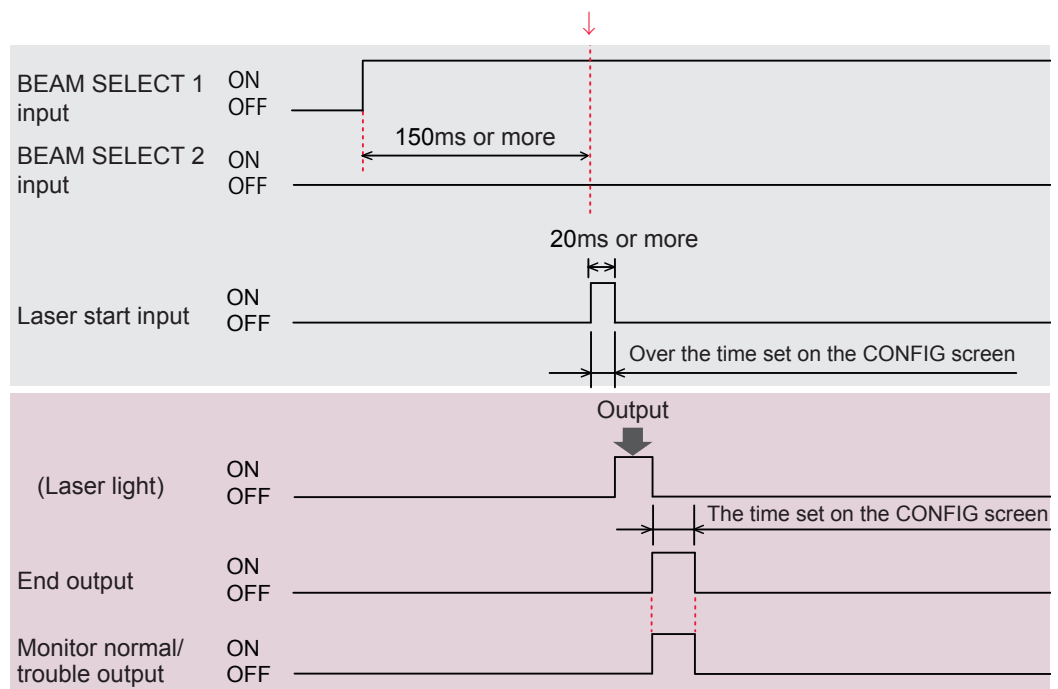 BEAM SELECT 1
input
ON
OFF
150ms or more
BEAM SELECT 2
input
ON
OFF
20ms or more
Laser start input
ON
OFF
Over the time set on the CONFIG screen
Output
(Laser light)
ON
OFF
The time set on the CONFIG screen
End output
ON
OFF
Monitor normal/
trouble output
ON
OFF